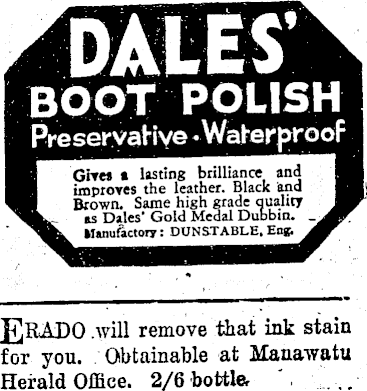 DALES'
BOOT POLISH
Preservative • Waterproof
Gives a lasting brilliance and
improves the leather. Black and
Brown. Same high grade quality
as Dales' Gold Medal Dubbin.
Manufactory: DUNSTABLE, Eng.
ERADO will remove that ink stain
for you. Obtainable at Manawatu
Herald Office. 2/6 bottle.